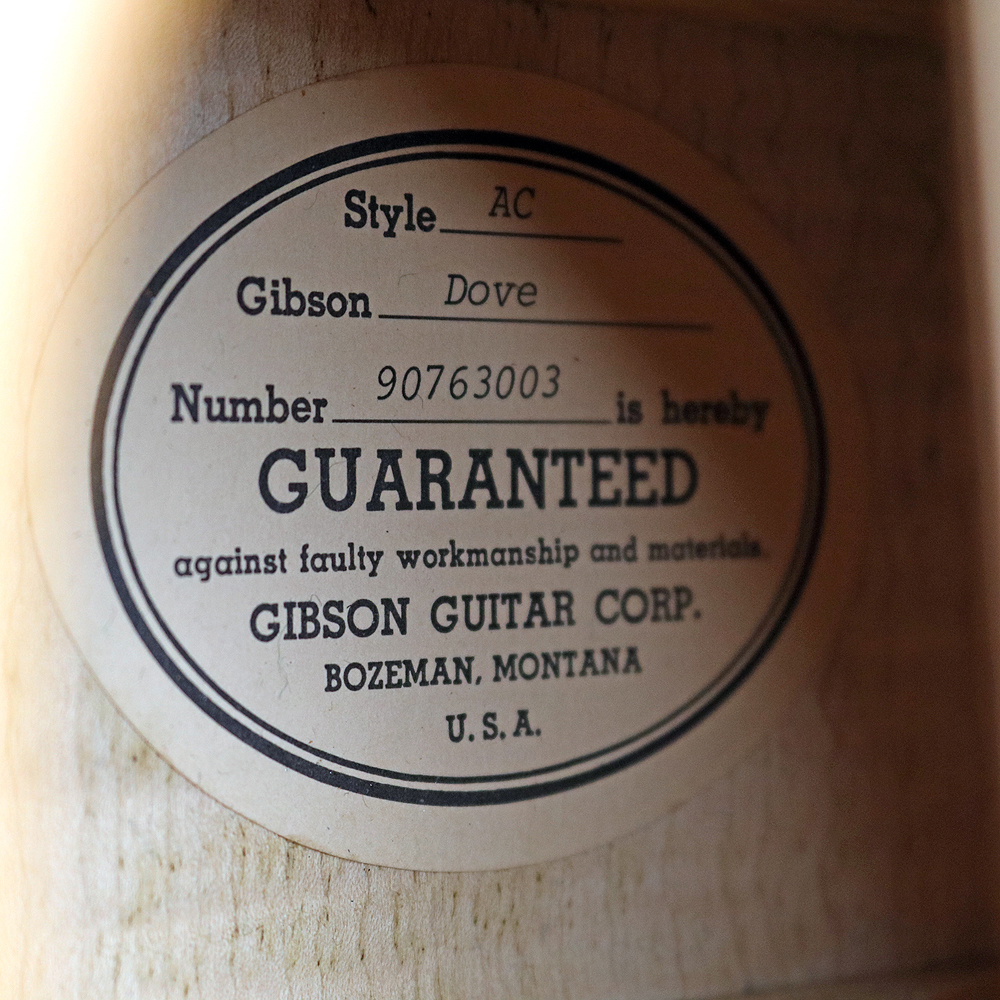 Style AC
Gibson Dove
Number 90763003 is hereby
GUARANTEED
against faulty workmanship and materials.
GIBSON GUITAR CORP.
BOZEMAN, MONTANA
U. S. A.